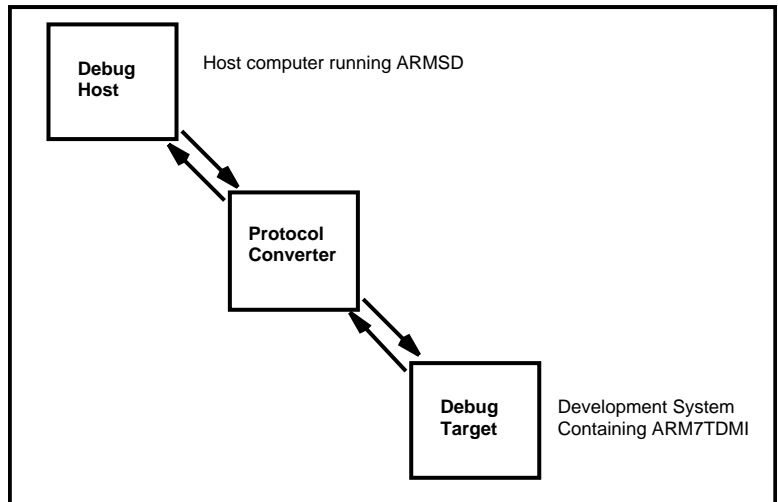 Debug
Host
Host computer running ARMSD
Protocol
Converter
Debug
Target
Development System
Containing ARM7TDMI